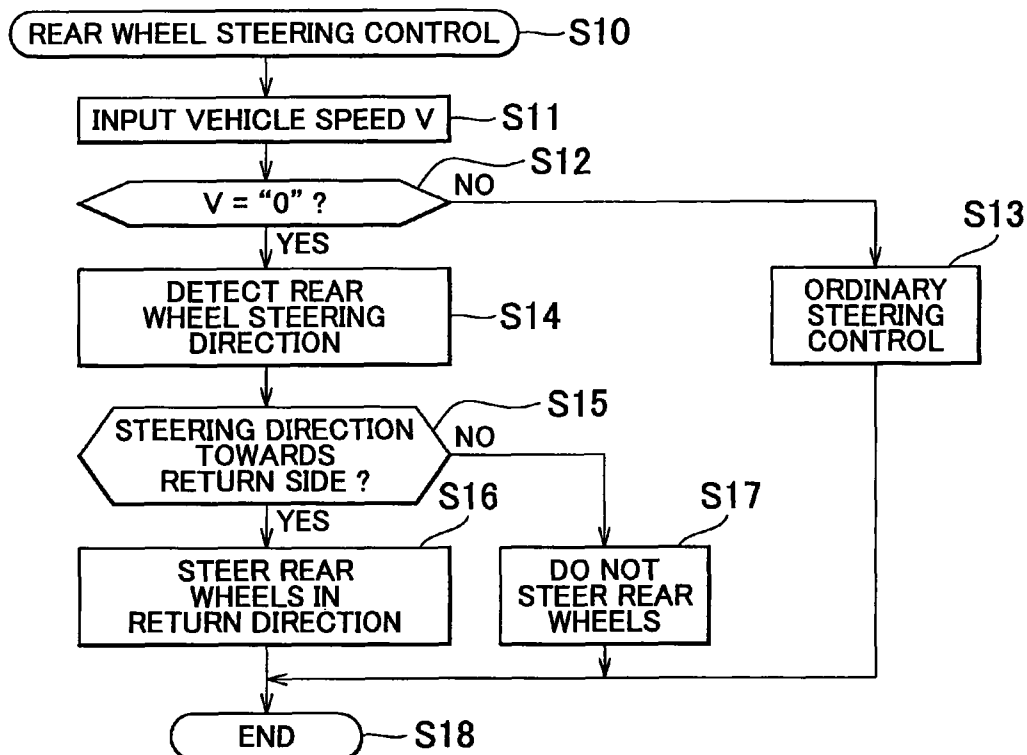 REAR WHEEL STEERING CONTROL
S10
INPUT VEHICLE SPEED V
S11
V = “0” ?
S12
NO
YES
S13
ORDINARY
STEERING
CONTROL
DETECT REAR
WHEEL STEERING
DIRECTION
S14
STEERING DIRECTION
TOWARDS
RETURN SIDE ?
S15
NO
YES
S16
STEER REAR
WHEELS IN
RETURN DIRECTION
S17
DO NOT
STEER REAR
WHEELS
END
S18